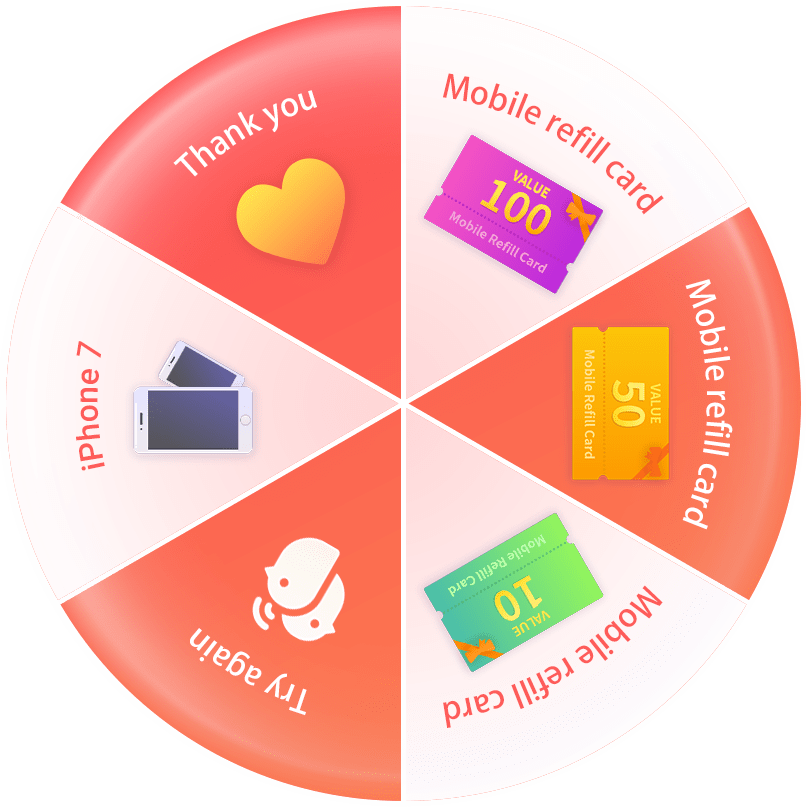 Thank you
Mobile refill card
VALUE
100
Mobile Refill Card
Mobile refill card
VALUE
50
Mobile Refill Card
Mobile refill card
VALUE
10
Mobile Refill Card
Try again
iPhone 7